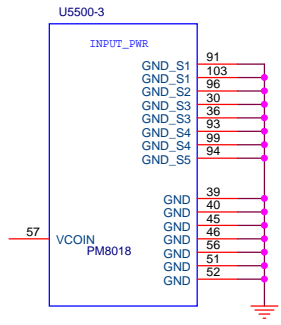 U5500-3
INPUT_PWR
GND_S1 91
GND_S1 103
GND_S2 96
GND_S3 30
GND_S3 36
GND_S4 93
GND_S4 99
GND_S5 94
GND 39
GND 40
GND 45
GND 46
57 VCOIN
GND 56
PM8018
GND 51
GND 52